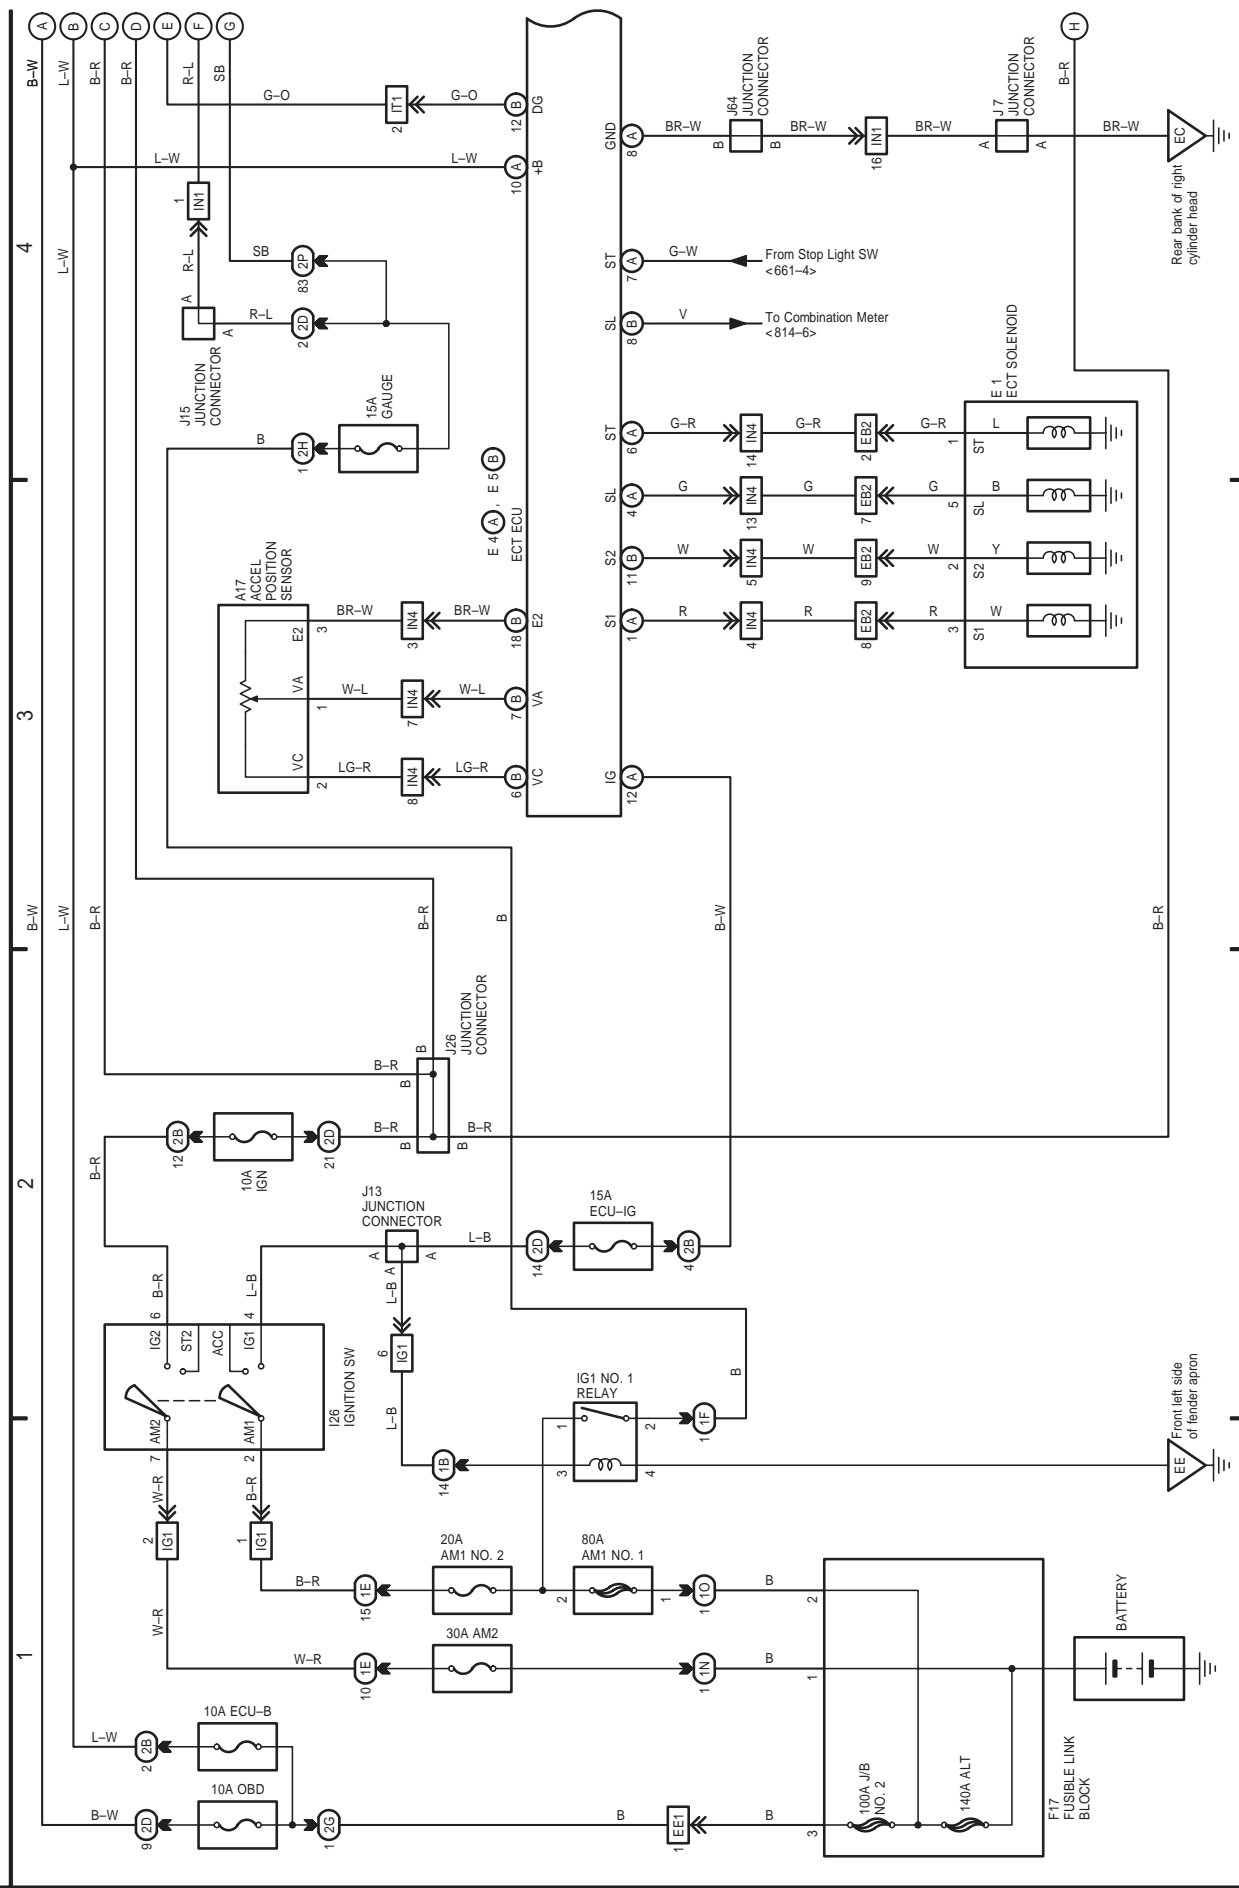 A
B
C
D
E
F
G
H
B–W
L–W
B–R
B–R
R–L
SB
B–R
4
G–O
2
IT1
G–O
12
B
DG
L–W
L–W
10
A
+B
L–W
1
IN1
R–L
SB
83
2P
A
A
R–L
2
2D
J15
JUNCTION
CONNECTOR
15A
GAUGE
B
1
2H
GND
8
A
BR–W
B
J64
JUNCTION
CONNECTOR
B
BR–W
16
IN1
BR–W
A
J 7
JUNCTION
CONNECTOR
A
BR–W
EC
Rear bank of right
cylinder head
ST
7
A
G–W
From Stop Light SW
<661–4>
SL
8
B
V
To Combination Meter
<814–6>
E 4 A , E 5 B
ECT ECU
ST
6
A
G–R
14
IN4
G–R
2
EB2
G–R
1
ST
L
SL
4
A
G
13
IN4
G
7
EB2
G
5
SL
B
S2
11
B
W
5
IN4
W
9
EB2
W
2
S2
Y
S1
1
A
R
4
IN4
R
8
EB2
R
3
S1
W
E 1
ECT SOLENOID
3
A17
ACCEL
POSITION
SENSOR
E2
3
BR–W
3
IN4
BR–W
18
B
E2
VA
1
W–L
7
IN4
W–L
7
B
VA
VC
2
LG–R
8
IN4
LG–R
6
B
VC
IG
12
A
B–W
L–W
B–R
B–R
B
B–W
B–R
2
B–R
B
B
J26
JUNCTION
CONNECTOR
B–R
12
2B
10A
IGN
21
2D
B–R
B
B
B–R
J13
JUNCTION
CONNECTOR
A
A
A
L–B
14
2D
15A
ECU–IG
4
2B
B–R
6
L–B
4
L–B
6
IG1
IG2
ST2
ACC
IG1
I26
IGNITION SW
AM2
AM1
7
2
L–B
14
1B
IG1 NO. 1
RELAY
1
2
3
4
1
1F
B
EE
Front left side
of fender apron
1
W–R
2
IG1
B–R
1
IG1
B–R
15
1E
20A
AM1 NO. 2
80A
AM1 NO. 1
2
1
1
1O
B
2
W–R
W–R
10
1E
30A AM2
1
1N
B
1
BATTERY
L–W
2
2B
10A ECU–B
B–W
9
2D
10A OBD
1
2G
B
1
EE1
B
3
100A J/B
NO. 2
140A ALT
F17
FUSIBLE LINK
BLOCK